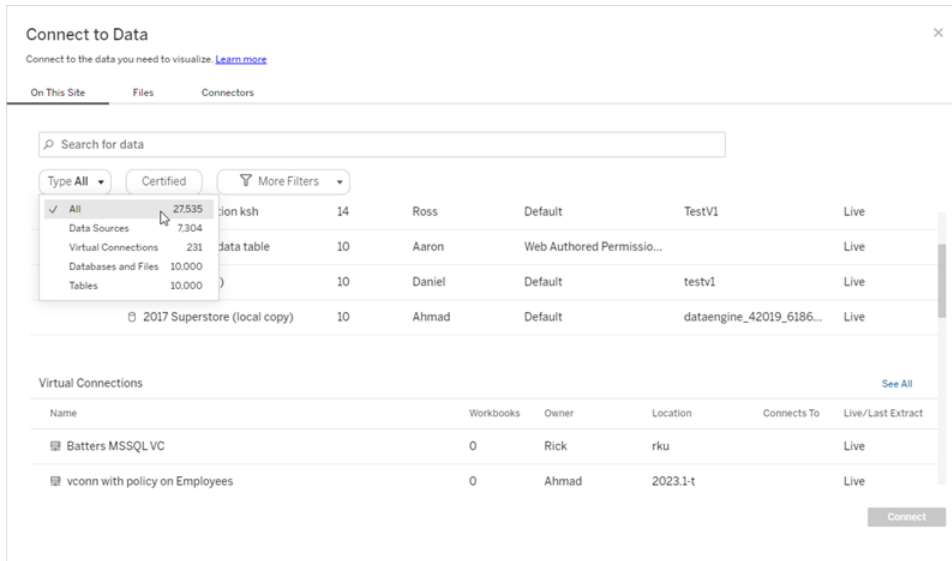 Connect to Data
Connect to the data you need to visualize. Learn more
On This Site Files Connectors
Search for data
Type All Certified More Filters
All 27,535
Data Sources 7,304
Virtual Connections 231
Databases and Files 10,000
Tables 10,000
ion ksh 14 Ross Default TestV1 Live
data table 10 Aaron Web Authored Permissio... Live
) 10 Daniel Default testv1 Live
2017 Superstore (local copy) 10 Ahmad Default dataengine_42019_6186... Live
Virtual Connections See All
Name Workbooks Owner Location Connects To Live/Last Extract
Batters MSSQL VC 0 Rick rku Live
vconn with policy on Employees 0 Ahmad 2023.1-t Live
Connect